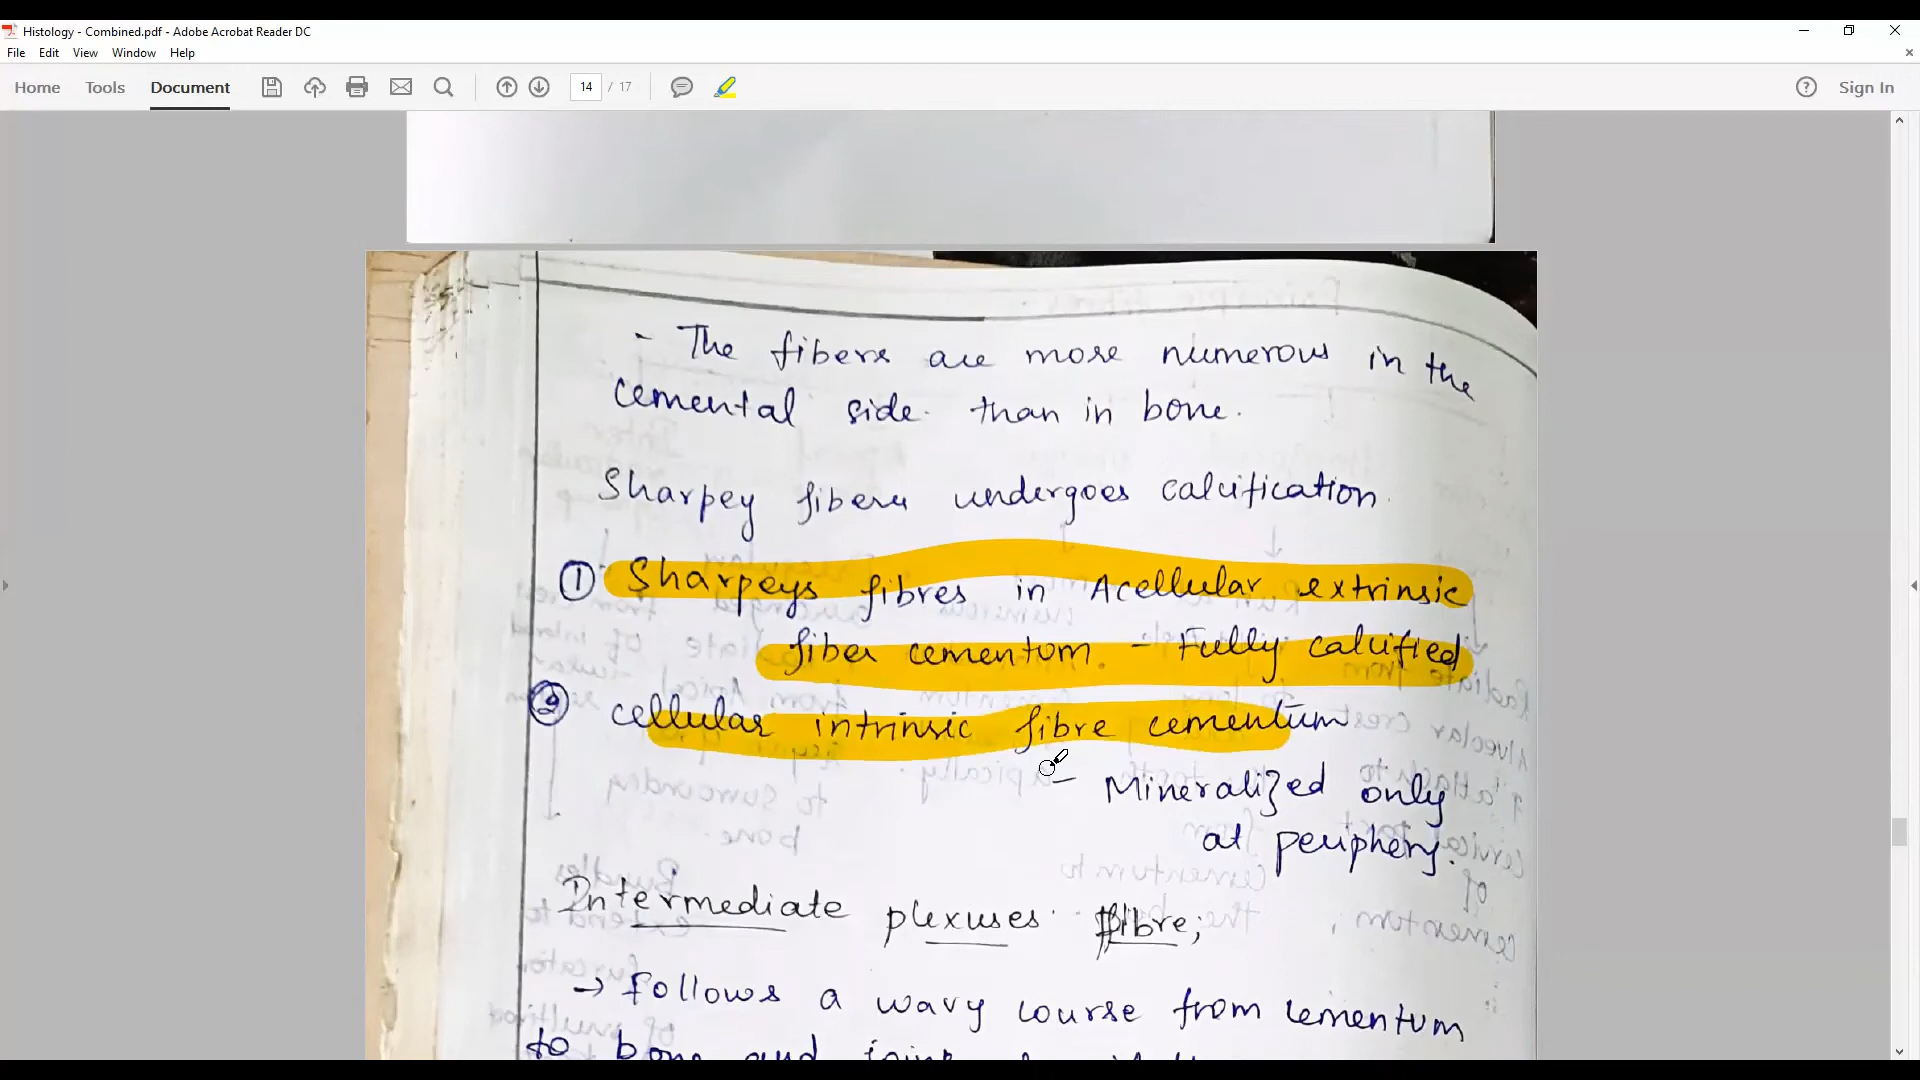 Histology - Combined.pdf - Adobe Acrobat Reader DC
File Edit View Window Help
Home Tools Document 14 / 17 Sign In
- The fibers are more numerous in the
cemental side. than in bone.
Sharpey fibers undergoes calcification.
① Sharpeys fibres in Acellular extrinsic
fiber cementum. - Fully calcified
② cellular intrinsic fibre cementum
- Mineralized only
at periphery.
Intermediate plexuses fibre;
→ Follows a wavy course from cementum
to bone and